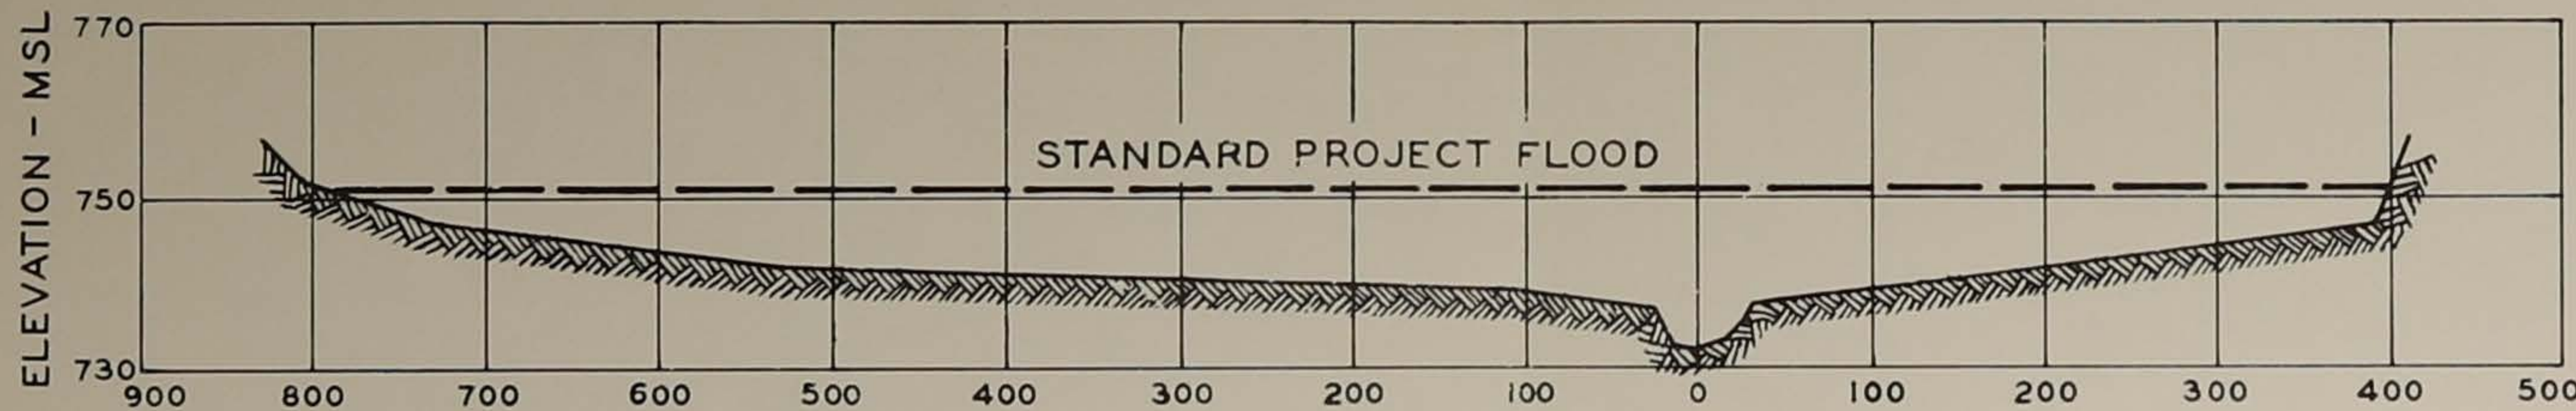 ELEVATION - MSL
770
STANDARD PROJECT FLOOD
750
730
900 800 700 600 500 400 300 200 100 0 100 200 300 400 500